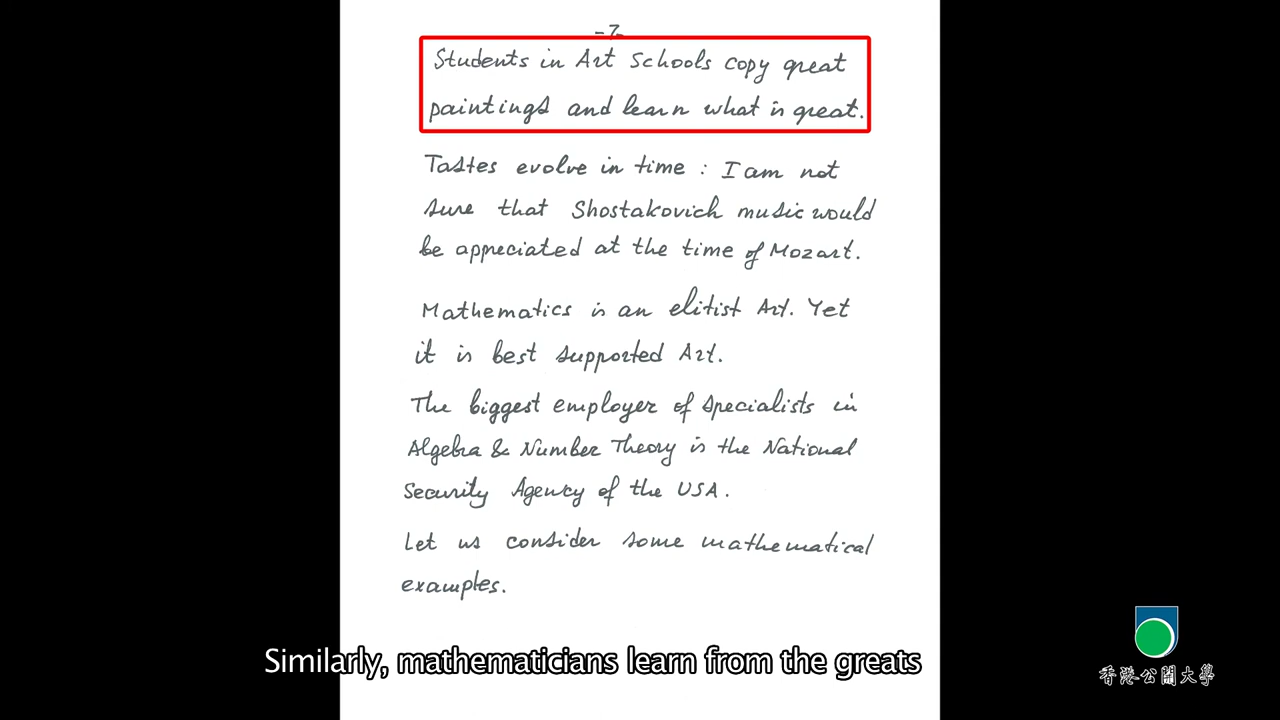 -7-
Students in Art Schools copy great
paintings and learn what is great.
Tastes evolve in time : I am not
sure that Shostakovich music would
be appreciated at the time of Mozart.
Mathematics is an elitist Art. Yet
it is best supported Art.
The biggest employer of specialists in
Algebra & Number Theory is the National
Security Agency of the USA.
Let us consider some mathematical
examples.
Similarly, mathematicians learn from the greats
香港公開大學